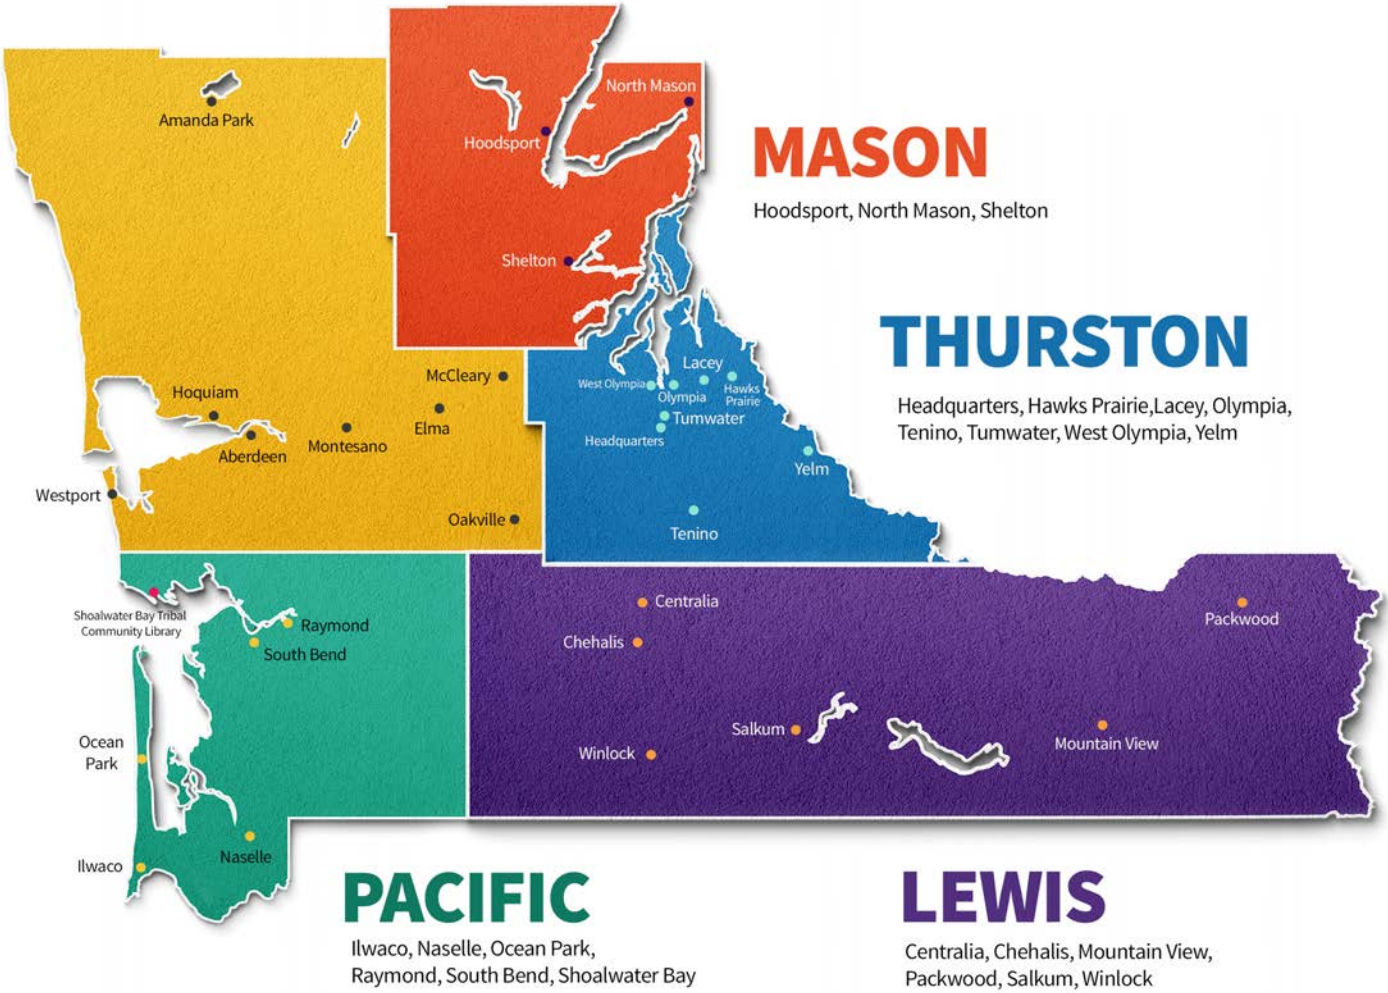 North Mason
Amanda Park
Hoodsport
MASON
Hoodsport, North Mason, Shelton
Shelton
THURSTON
Headquarters, Hawks Prairie,Lacey, Olympia,
Tenino, Tumwater, West Olympia, Yelm
McCleary
Lacey
West Olympia
Hawks
Prairie
Olympia
Hoquiam
Tumwater
Elma
Headquarters
Montesano
Aberdeen
Yelm
Westport
Oakville
Tenino
Shoalwater Bay Tribal
Community Library
Raymond
South Bend
Centralia
Chehalis
Packwood
Salkum
Mountain View
Winlock
Ocean
Park
Naselle
Ilwaco
PACIFIC
Ilwaco, Naselle, Ocean Park,
Raymond, South Bend, Shoalwater Bay
LEWIS
Centralia, Chehalis, Mountain View,
Packwood, Salkum, Winlock